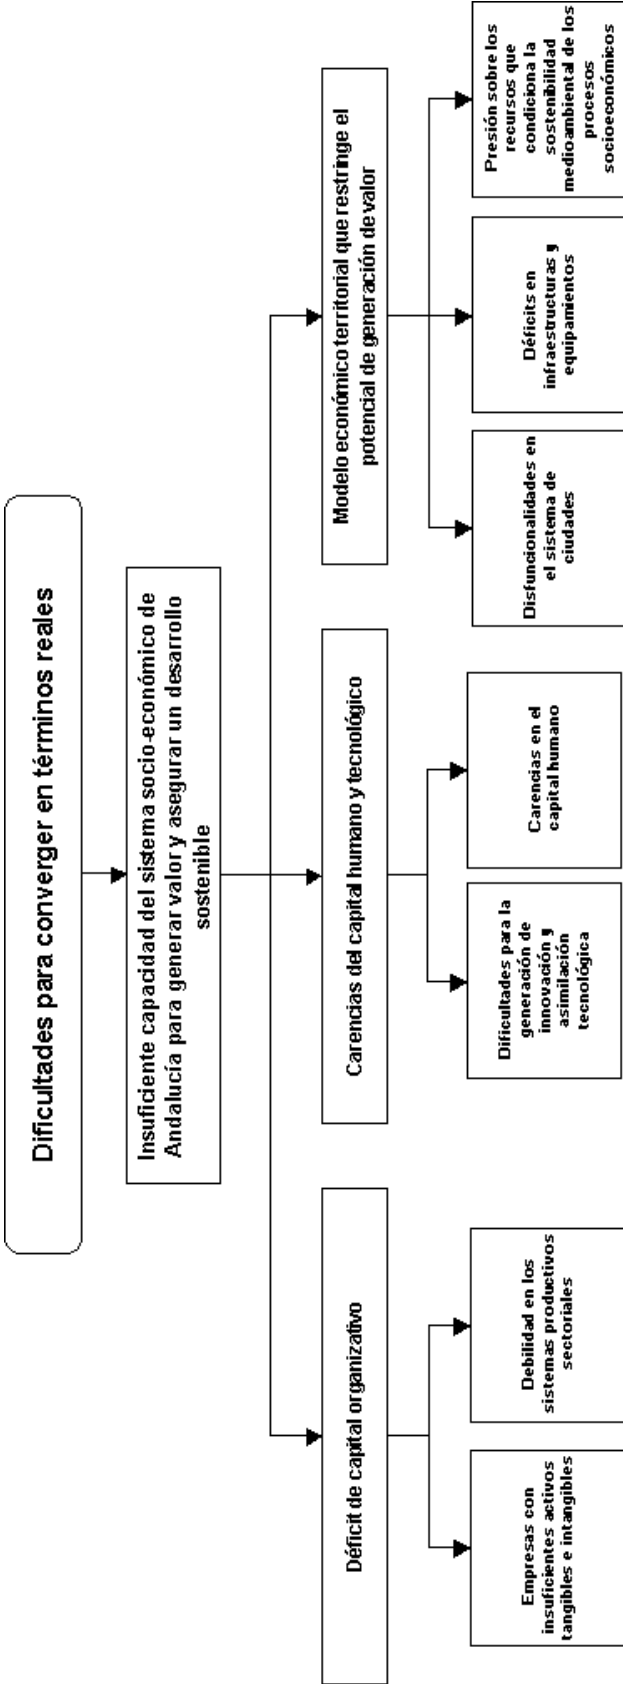 Dificultades para converger en términos reales
Insuficiente capacidad del sistema socio-económico de
Andalucía para generar valor y asegurar un desarrollo
sostenible
Déficit de capital organizativo
Carencias del capital humano y tecnológico
Modelo económico territorial que restringe el
potencial de generación de valor
Empresas con
insuficientes activos
tangibles e intangibles
Debilidad en los
sistemas productivos
sectoriales
Dificultades para la
generación de
innovación y
asimilación
tecnológica
Carencias en el
capital humano
Disfuncionalidades en
el sistema de
ciudades
Déficits en
infraestructuras y
equipamientos
Presión sobre los
recursos que
condiciona la
sostenibilidad
medioambiental de los
procesos
socioeconómicos